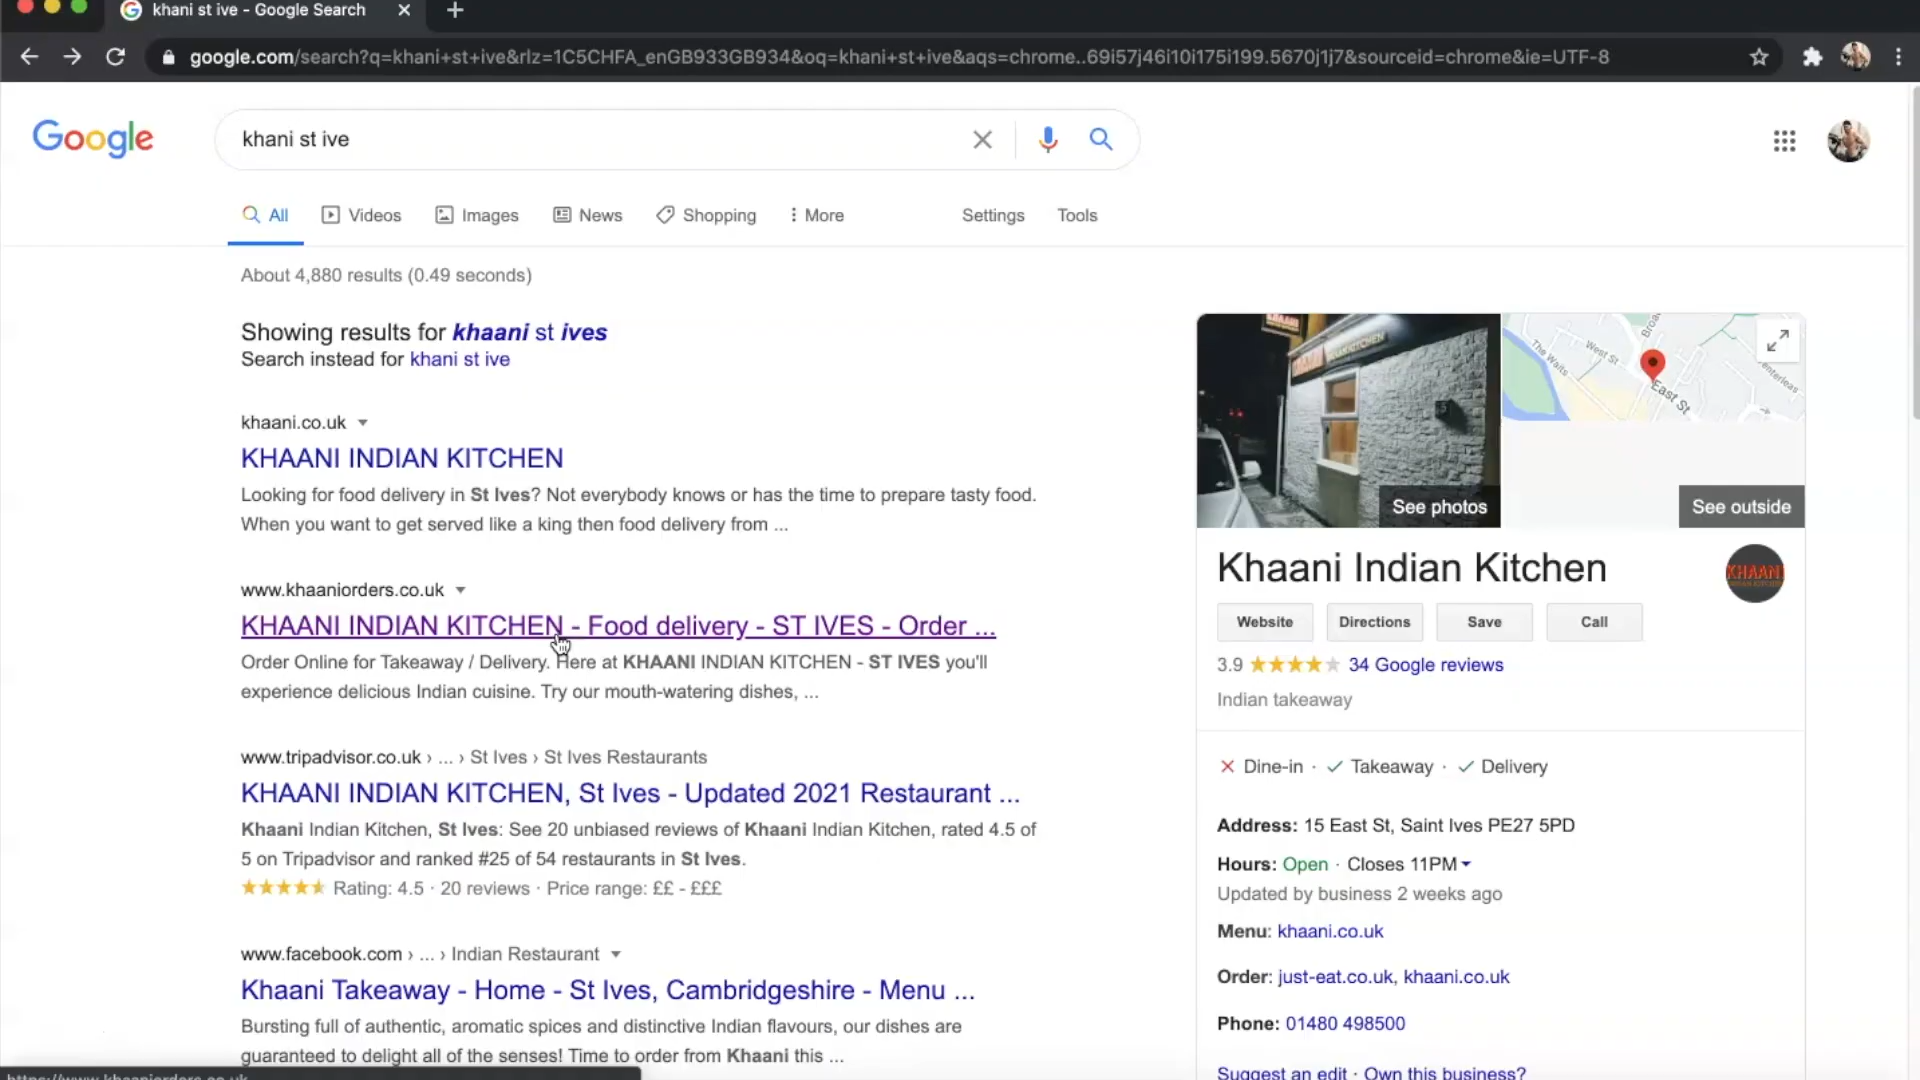 khani st ive - Google Search
google.com/search?q=khani+st+ive&rlz=1C5CHFA_enGB933GB934&oq=khani+st+ive&aqs=chrome..69i57j46i10i175i199.5670j1j7&sourceid=chrome&ie=UTF-8
Google
khani st ive
All
Videos
Images
News
Shopping
More
Settings
Tools
About 4,880 results (0.49 seconds)
Showing results for khaani st ives
Search instead for khani st ive
khaani.co.uk
KHAANI INDIAN KITCHEN
Looking for food delivery in St Ives? Not everybody knows or has the time to prepare tasty food.
When you want to get served like a king then food delivery from ...
www.khaaniorders.co.uk
KHAANI INDIAN KITCHEN - Food delivery - ST IVES - Order ...
Order Online for Takeaway / Delivery. Here at KHAANI INDIAN KITCHEN - ST IVES you'll
experience delicious Indian cuisine. Try our mouth-watering dishes, ...
www.tripadvisor.co.uk › ... › St Ives › St Ives Restaurants
KHAANI INDIAN KITCHEN, St Ives - Updated 2021 Restaurant ...
Khaani Indian Kitchen, St Ives: See 20 unbiased reviews of Khaani Indian Kitchen, rated 4.5 of
5 on Tripadvisor and ranked #25 of 54 restaurants in St Ives.
Rating: 4.5 · 20 reviews · Price range: ££ - £££
www.facebook.com › ... › Indian Restaurant
Khaani Takeaway - Home - St Ives, Cambridgeshire - Menu ...
Bursting full of authentic, aromatic spices and distinctive Indian flavours, our dishes are
guaranteed to delight all of the senses! Time to order from Khaani this ...
https://www.khaaniorders.co.uk
KHAANI KITCHEN
See photos
The Waits
West St
Broa
East St
See outside
Khaani Indian Kitchen
KHAANI
Website
Directions
Save
Call
3.9
34 Google reviews
Indian takeaway
Dine-in · Takeaway · Delivery
Address: 15 East St, Saint Ives PE27 5PD
Hours: Open · Closes 11PM
Updated by business 2 weeks ago
Menu: khaani.co.uk
Order: just-eat.co.uk, khaani.co.uk
Phone: 01480 498500
Suggest an edit · Own this business?